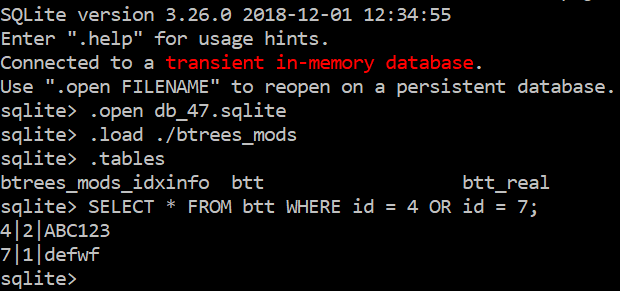 SQLite version 3.26.0 2018-12-01 12:34:55
Enter ".help" for usage hints.
Connected to a transient in-memory database.
Use ".open FILENAME" to reopen on a persistent database.
sqlite> .open db_47.sqlite
sqlite> .load ./btrees_mods
sqlite> .tables
btrees_mods_idxinfo  btt                  btt_real
sqlite> SELECT * FROM btt WHERE id = 4 OR id = 7;
4|2|ABC123
7|1|defwf
sqlite>